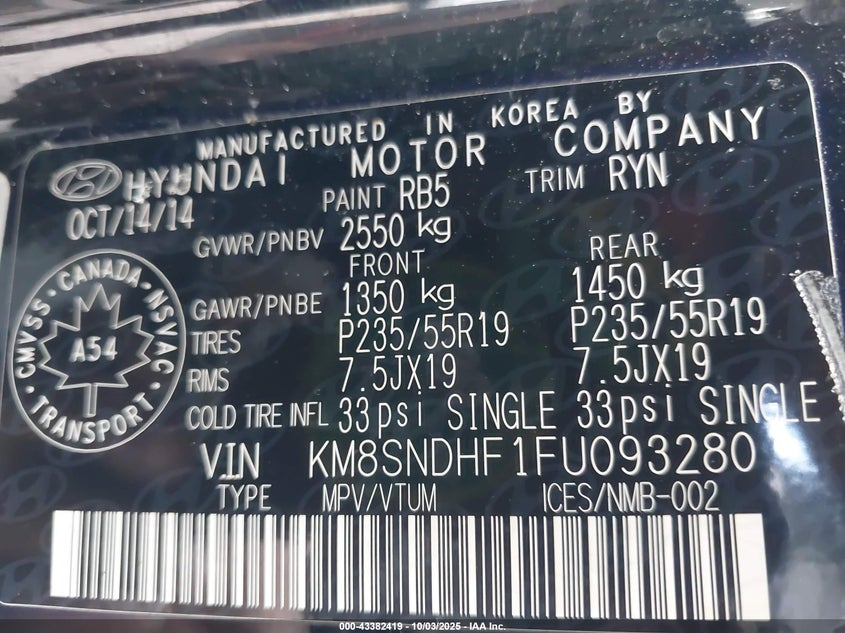 MANUFACTURED IN KOREA BY
HYUNDAI MOTOR COMPANY
OCT/14/14 PAINT RB5 TRIM RYN
GVWR/PNBV 2550 kg
FRONT REAR
GAWR/PNBE 1350 kg 1450 kg
TIRES P235/55R19 P235/55R19
RIMS 7.5JX19 7.5JX19
COLD TIRE INFL 33psi SINGLE 33psi SINGLE
VIN KM8SNDHF1FU093280
TYPE MPV/VTUM ICES/NMB-002
CMVSS · CANADA · NSVAC
A54
· TRANSPORT ·
000-43382419 - 10/03/2025 - IAA Inc.